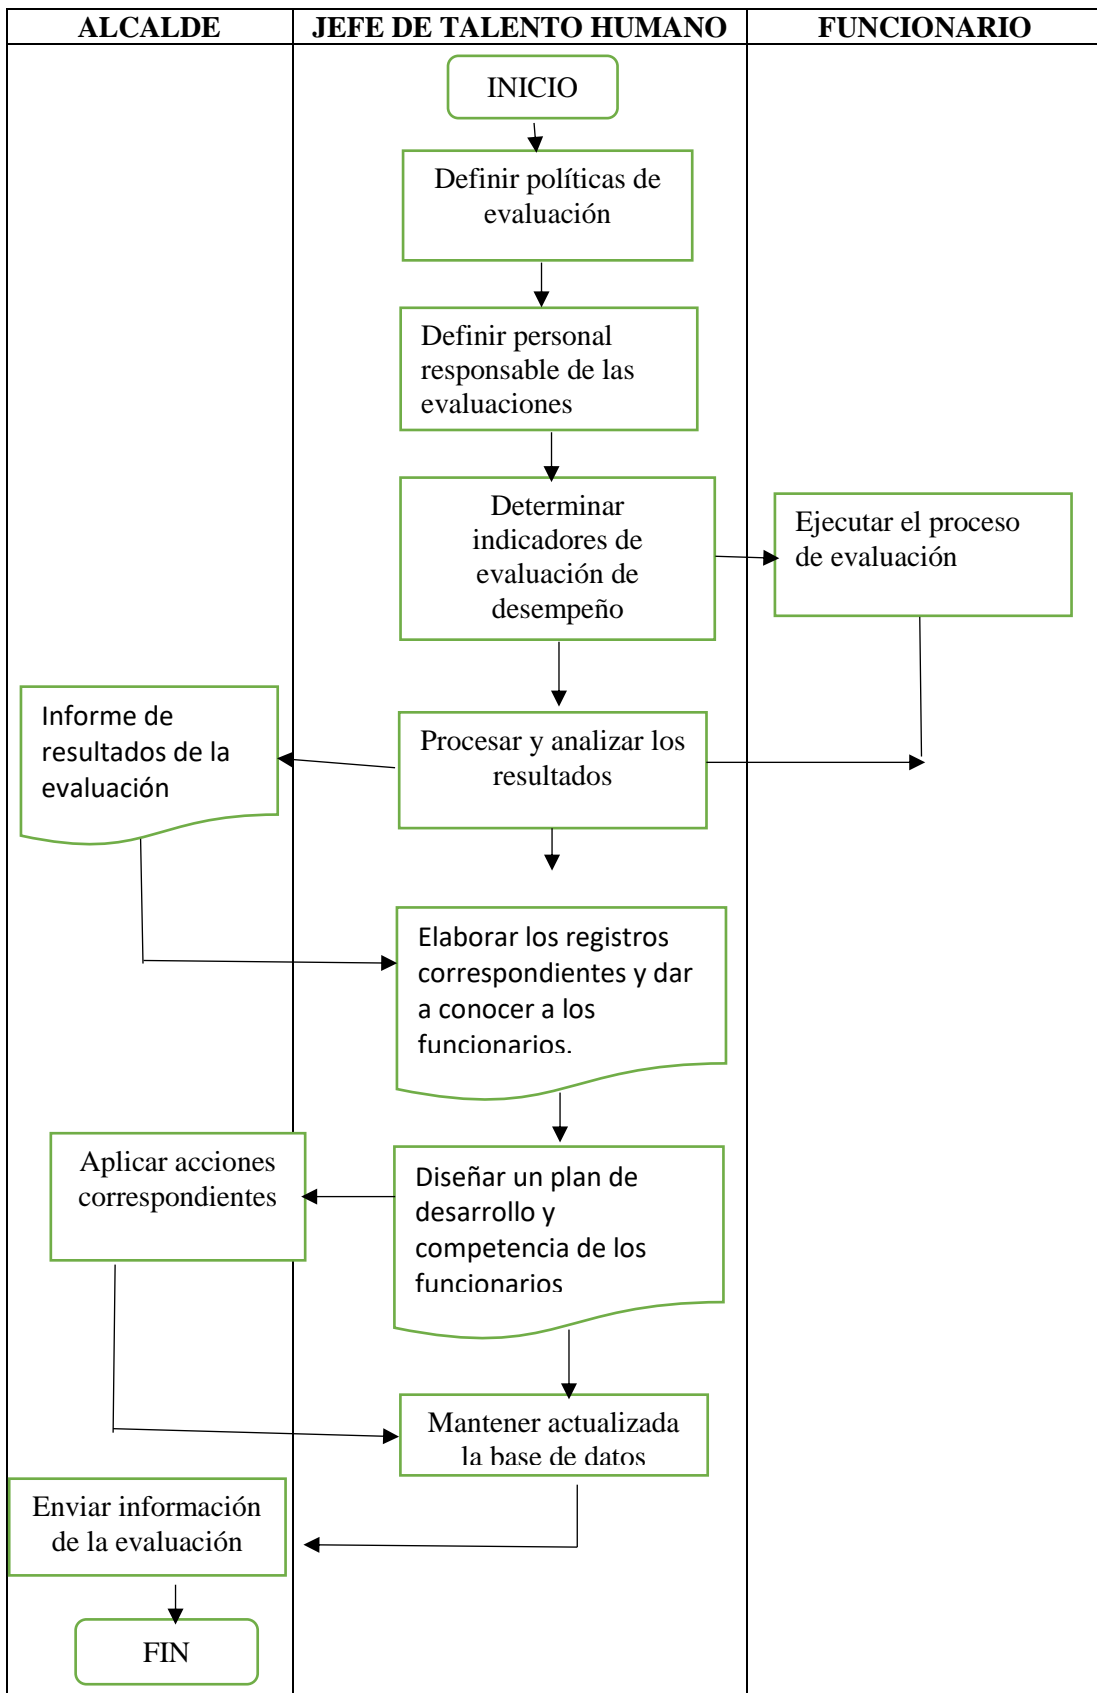 ALCALDE
JEFE DE TALENTO HUMANO
FUNCIONARIO
INICIO
Definir políticas de
evaluación
Definir personal
responsable de las
evaluaciones
Determinar
indicadores de
evaluación de
desempeño
Ejecutar el proceso
de evaluación
Informe de
resultados de la
evaluación
Procesar y analizar los
resultados
Elaborar los registros
correspondientes y dar
a conocer a los
funcionarios.
Aplicar acciones
correspondientes
Diseñar un plan de
desarrollo y
competencia de los
funcionarios
Mantener actualizada
la base de datos
Enviar información
de la evaluación
FIN